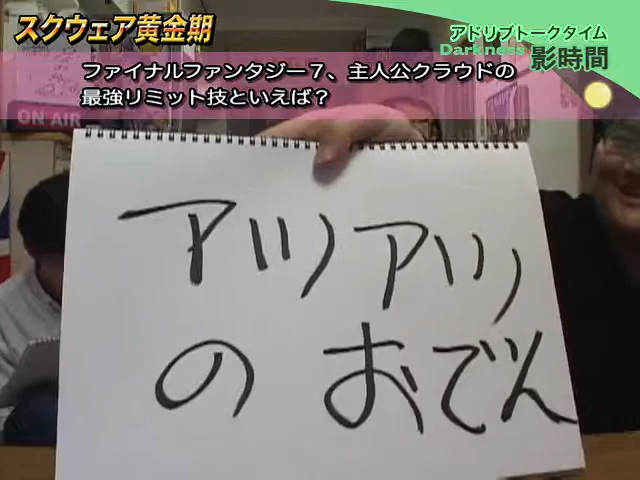 スクウェア黄金期
アドリブトークタイム
Darkness
影時間
ファイナルファンタジー7、主人公クラウドの
最強リミット技といえば?
ON AIR
アツアツ
の おでん